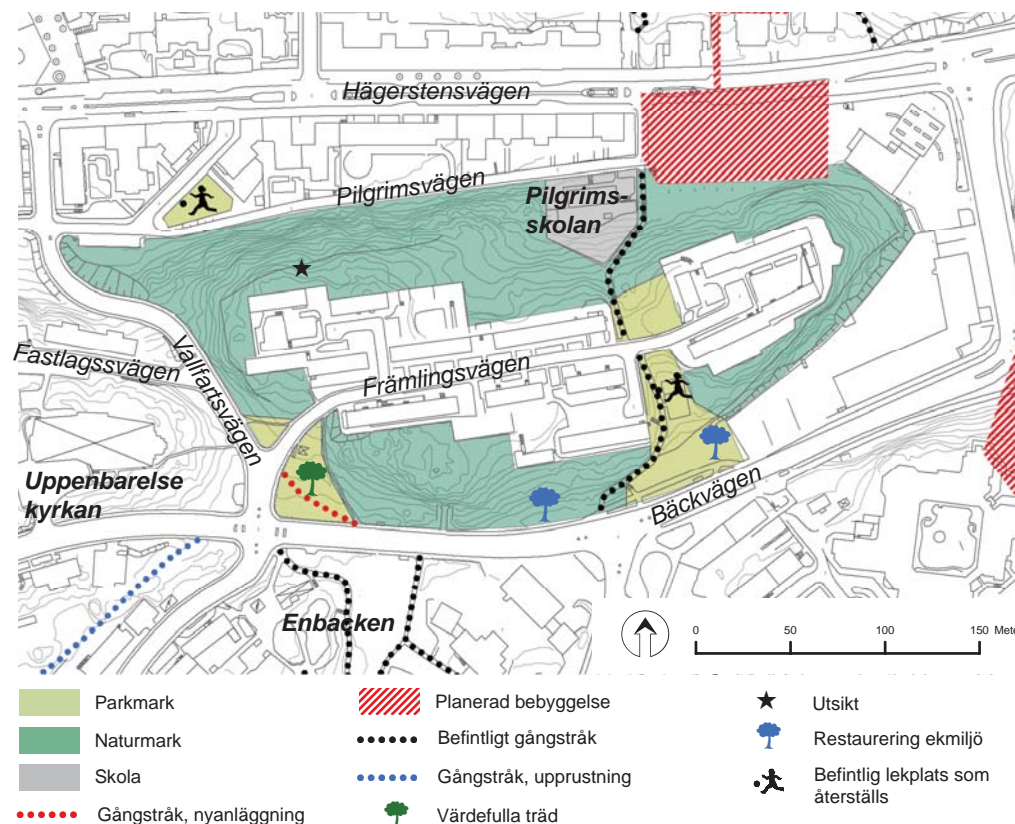 Hägerstensvägen
Pilgrimsvägen
Pilgrims-
skolan
Fastlagssvägen
Vallfartsvägen
Främlingsvägen
Uppenbarelse
kyrkan
Bäckvägen
Enbacken
0 50 100 150 Mete
Parkmark
Naturmark
Skola
Gångstråk, nyanläggning
Planerad bebyggelse
Befintligt gångstråk
Gångstråk, upprustning
Värdefulla träd
Utsikt
Restaurering ekmiljö
Befintlig lekplats som
återställs